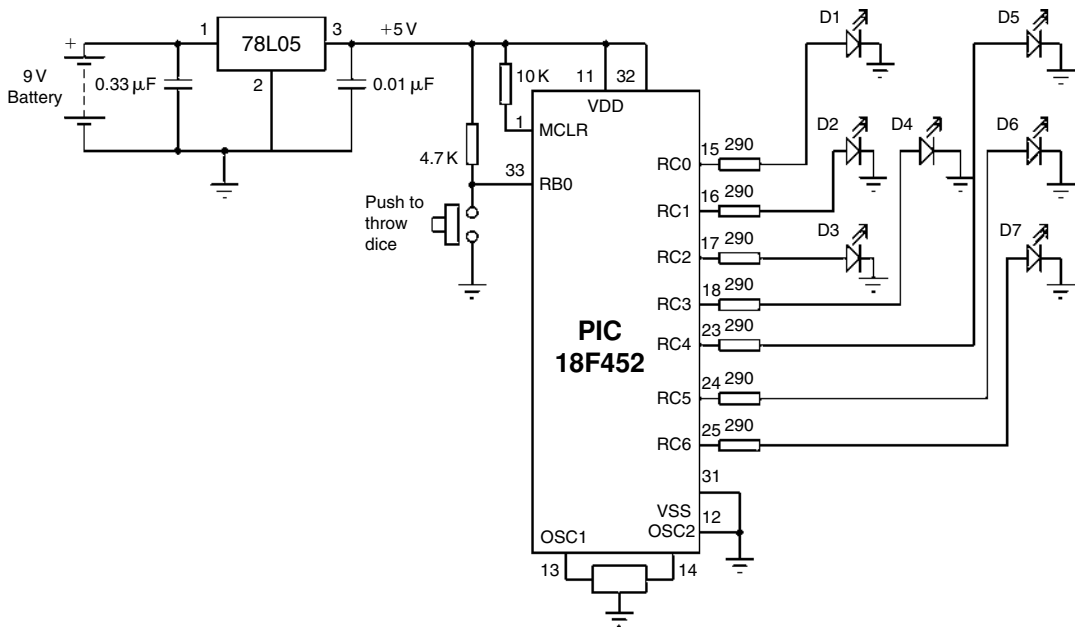 1
78L05
3
+5 V
2
+
9 V
Battery
0.33 µF
0.01 µF
10 K
11
32
VDD
1
MCLR
4.7 K
33
RB0
Push to
throw
dice
PIC
18F452
RC0
15
290
RC1
16
290
RC2
17
290
RC3
18
290
RC4
23
290
RC5
24
290
RC6
25
290
31
VSS
12
OSC2
OSC1
13
14
D1
D5
D2
D4
D6
D3
D7